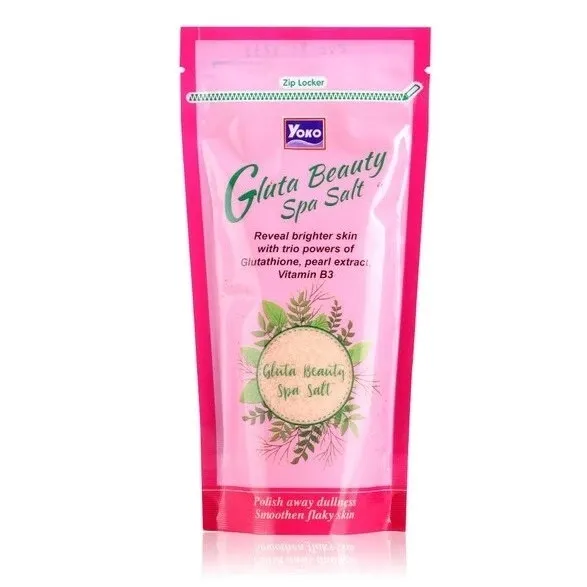 Zip Locker
YOKO
Gluta Beauty
Spa Salt
Reveal brighter skin
with trio powers of
Glutathione, pearl extract,
Vitamin B3
Gluta Beauty
Spa Salt
Polish away dullness
Smoothen flaky skin